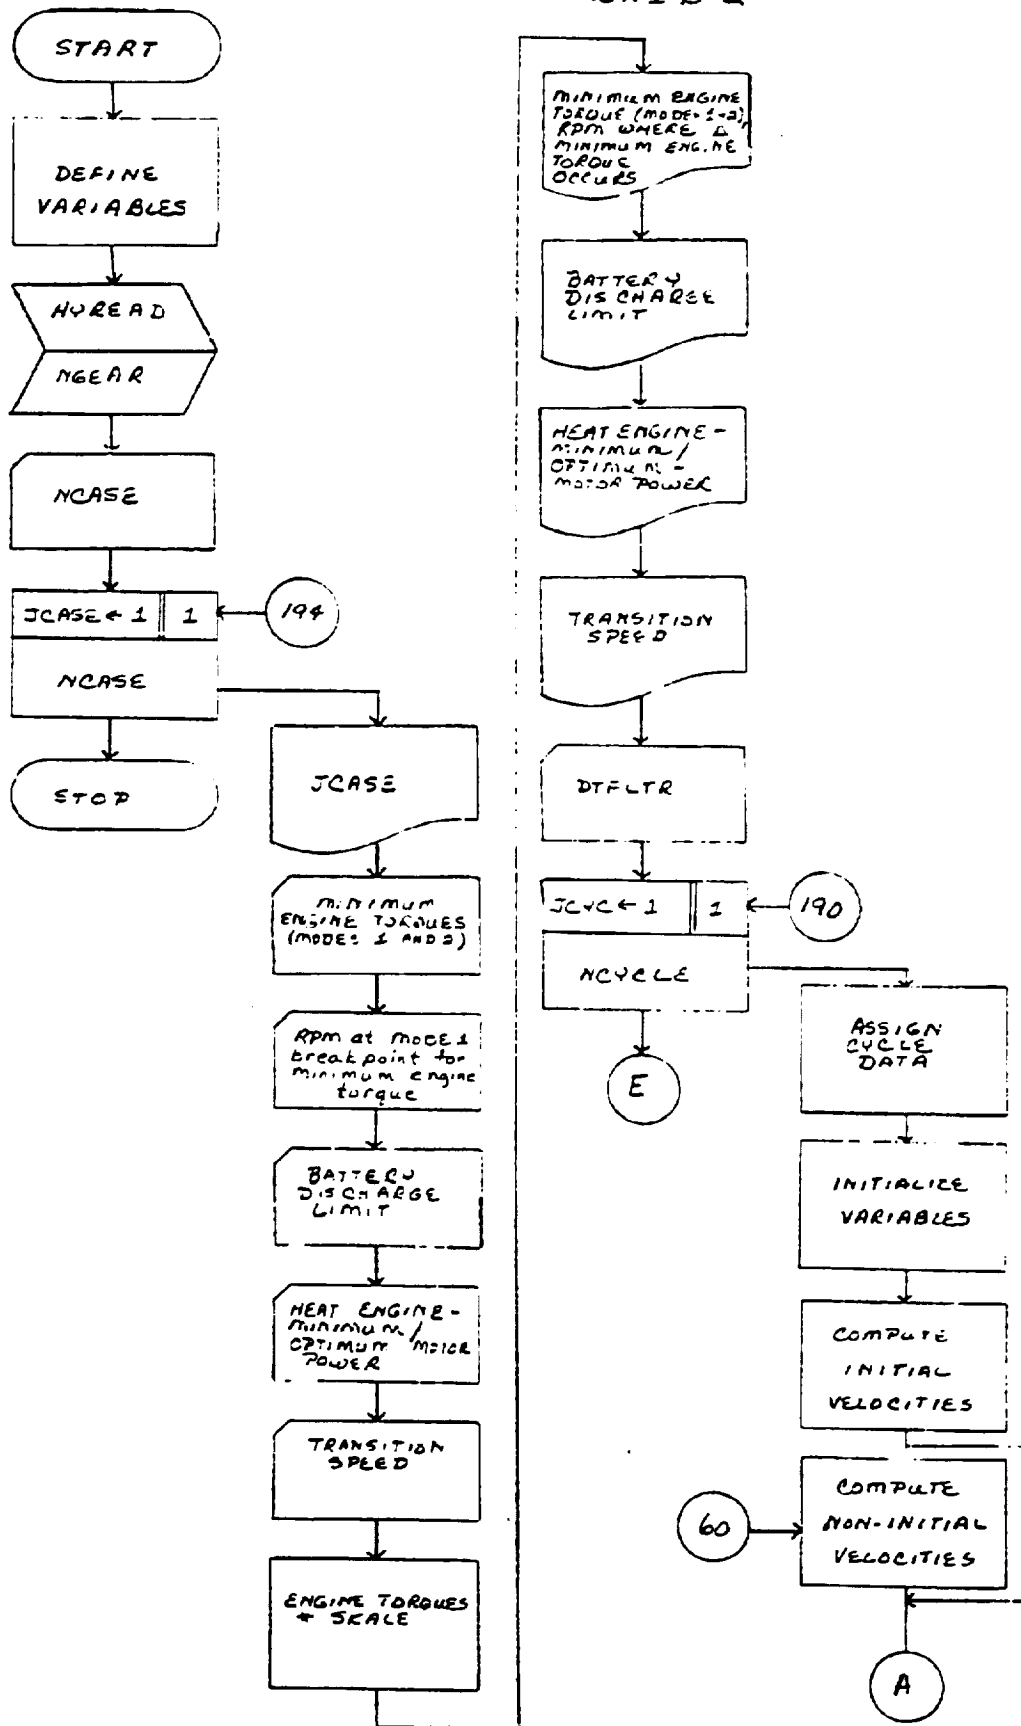 START
DEFINE
VARIABLES
HYREAD
NGEAR
NCASE
JCASE ← 1 1
194
NCASE
STOP
JCASE
MINIMUM
ENGINE TORQUES
(MODES 1 AND 2)
RPM at MODE 1
breakpoint for
minimum engine
torque
BATTERY
DISCHARGE
LIMIT
HEAT ENGINE-
MINIMUM/
OPTIMUM MOTOR
POWER
TRANSITION
SPEED
ENGINE TORQUES
* SKALE
MINIMUM ENGINE
TORQUE (MODE=1+2),
RPM WHERE Δ
MINIMUM ENGINE
TORQUE
OCCURS
BATTERY
DISCHARGE
LIMIT
HEAT ENGINE-
MINIMUM/
OPTIMUM-
MOTOR POWER
TRANSITION
SPEED
DTFLTR
JCYC ← 1 1
190
NCYCLE
E
ASSIGN
CYCLE
DATA
INITIALIZE
VARIABLES
COMPUTE
INITIAL
VELOCITIES
60
COMPUTE
NON-INITIAL
VELOCITIES
A